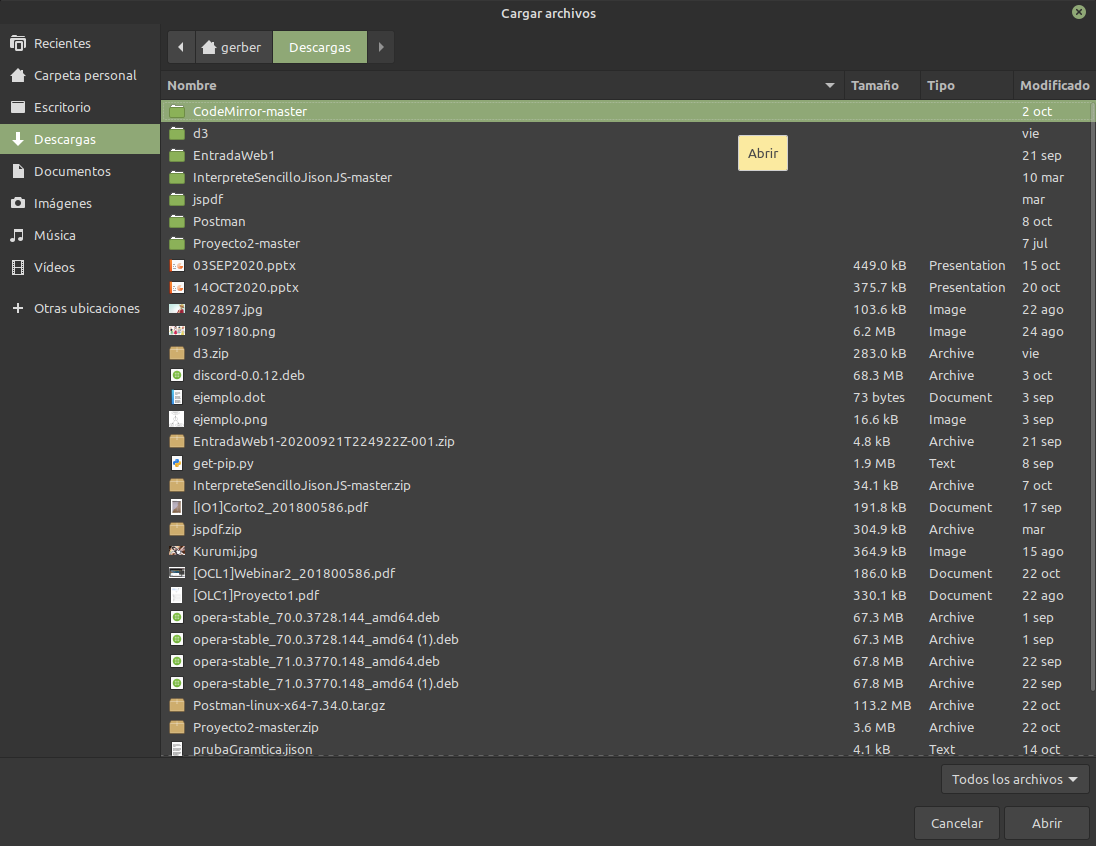 Cargar archivos
Recientes
Carpeta personal
Escritorio
Descargas
Documentos
Imágenes
Música
Vídeos
Otras ubicaciones
gerber Descargas
Nombre Tamaño Tipo Modificado
CodeMirror-master 2 oct
d3 vie
Abrir
EntradaWeb1 21 sep
InterpreteSencilloJisonJS-master 10 mar
jspdf mar
Postman 8 oct
Proyecto2-master 7 jul
03SEP2020.pptx 449.0 kB Presentation 15 oct
14OCT2020.pptx 375.7 kB Presentation 20 oct
402897.jpg 103.6 kB Image 22 ago
1097180.png 6.2 MB Image 24 ago
d3.zip 283.0 kB Archive vie
discord-0.0.12.deb 68.3 MB Archive 3 oct
ejemplo.dot 73 bytes Document 3 sep
ejemplo.png 16.6 kB Image 3 sep
EntradaWeb1-20200921T224922Z-001.zip 4.8 kB Archive 21 sep
get-pip.py 1.9 MB Text 8 sep
InterpreteSencilloJisonJS-master.zip 34.1 kB Archive 7 oct
[IO1]Corto2_201800586.pdf 191.8 kB Document 17 sep
jspdf.zip 304.9 kB Archive mar
Kurumi.jpg 364.9 kB Image 15 ago
[OCL1]Webinar2_201800586.pdf 186.0 kB Document 22 oct
[OLC1]Proyecto1.pdf 330.1 kB Document 22 ago
opera-stable_70.0.3728.144_amd64.deb 67.3 MB Archive 1 sep
opera-stable_70.0.3728.144_amd64 (1).deb 67.3 MB Archive 1 sep
opera-stable_71.0.3770.148_amd64.deb 67.8 MB Archive 22 sep
opera-stable_71.0.3770.148_amd64 (1).deb 67.8 MB Archive 22 sep
Postman-linux-x64-7.34.0.tar.gz 113.2 MB Archive 22 oct
Proyecto2-master.zip 3.6 MB Archive 22 oct
prubaGramtica.jison 4.1 kB Text 14 oct
Todos los archivos
Cancelar Abrir